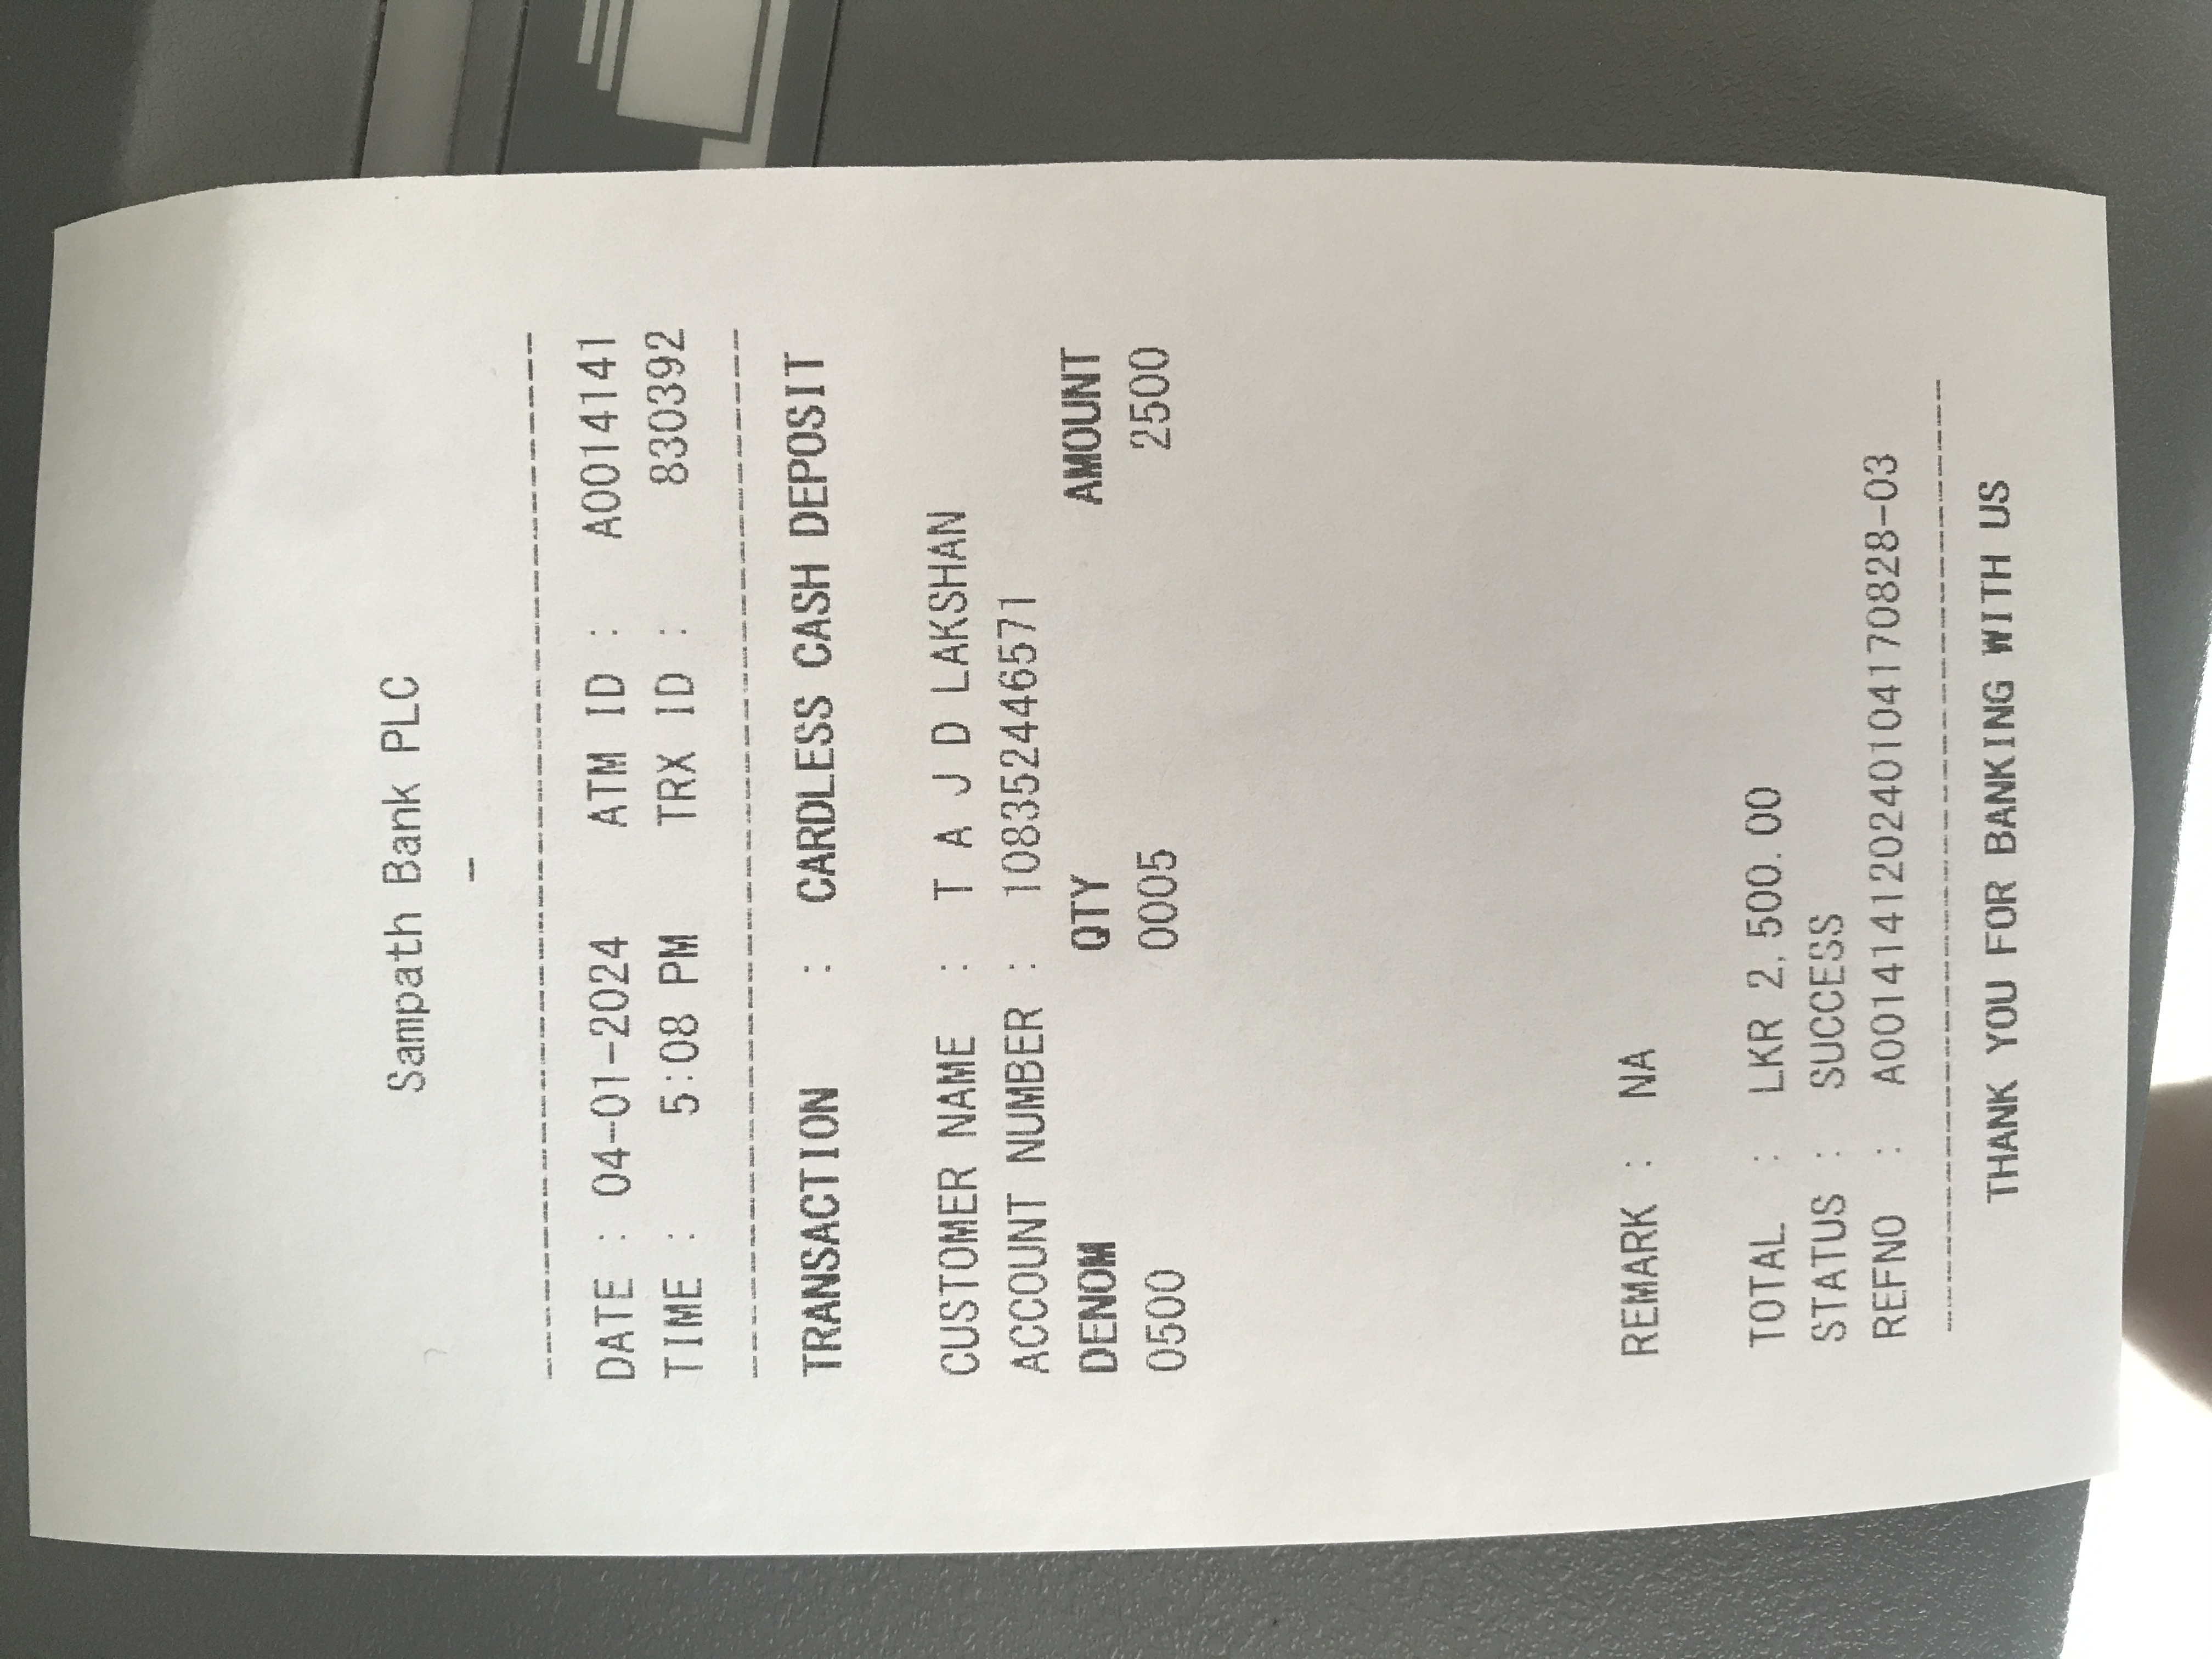 Sampath Bank PLC
-
----------------------------------------
DATE : 04-01-2024 ATM ID : A0014141
TIME : 5:08 PM TRX ID : 830392
----------------------------------------
TRANSACTION : CARDLESS CASH DEPOSIT
CUSTOMER NAME : T A J D LAKSHAN
ACCOUNT NUMBER : 108352446571
DENOM QTY AMOUNT
0500 0005 2500
REMARK : NA
TOTAL : LKR 2,500.00
STATUS : SUCCESS
REFNO : A001414120240104170828-03
----------------------------------------
THANK YOU FOR BANKING WITH US